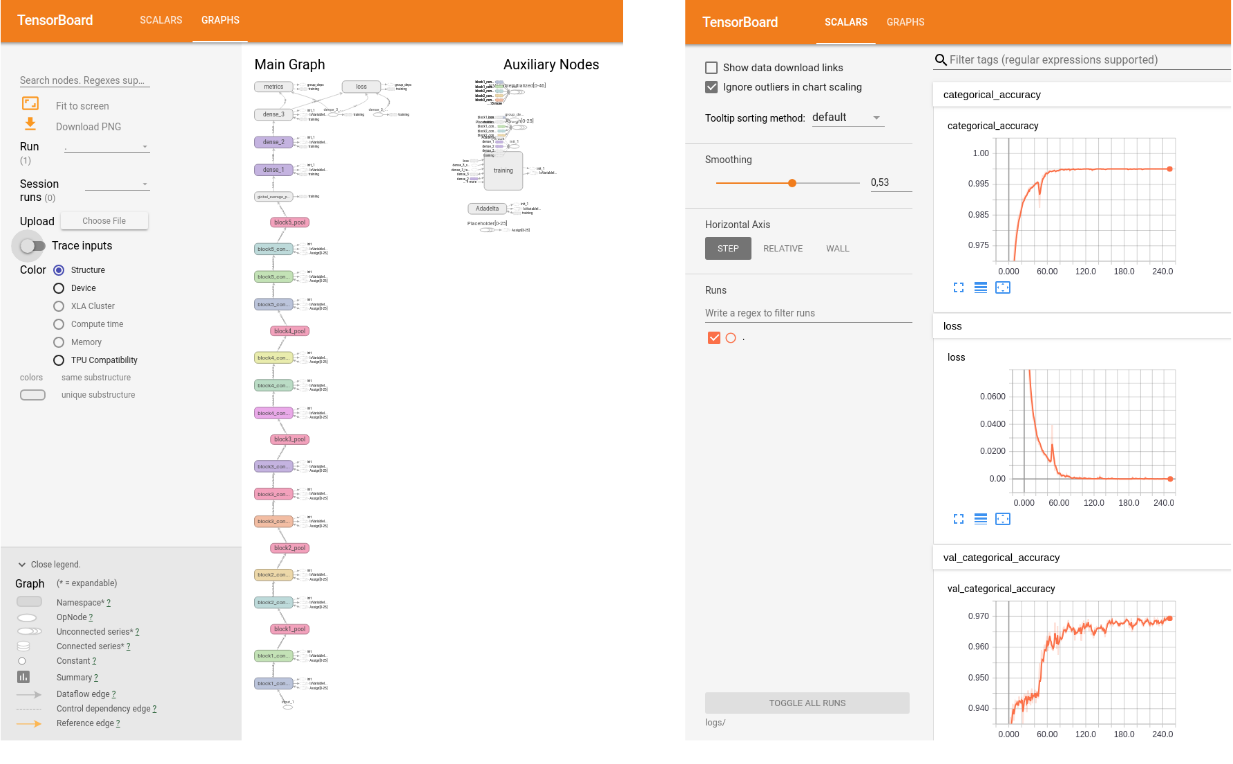 TensorBoard SCALARS GRAPHS
Search nodes. Regexes sup...
Fit to screen
Download PNG
Run
(1)
Session
runs (0)
Upload Choose File
Trace inputs
Color Structure
Device
XLA Cluster
Compute time
Memory
TPU Compatibility
colors same substructure
unique substructure
Close legend.
Graph (* = expandable)
Namespace* ?
OpNode ?
Unconnected series* ?
Connected series* ?
Constant ?
Summary ?
Dataflow edge ?
Control dependency edge ?
Reference edge ?
Main Graph
metrics
loss
dense_3
dense_2
dense_1
block5_pool
block5_con...
block5_con...
block5_con...
block4_pool
block4_con...
block4_con...
block4_con...
block3_pool
block3_con...
block3_con...
block3_con...
block2_pool
block2_con...
block2_con...
block1_pool
block1_con...
block1_con...
input_1
Auxiliary Nodes
training
Adadelta
Placeholder[0-25]
TensorBoard SCALARS GRAPHS
Show data download links
Ignore outliers in chart scaling
Tooltip sorting method: default
Smoothing
0,53
Horizontal Axis
STEP RELATIVE WALL
Runs
Write a regex to filter runs
.
TOGGLE ALL RUNS
logs/
Filter tags (regular expressions supported)
categorical_accuracy
categorical_accuracy
1.00
0.995
0.985
0.975
0.000 60.00 120.0 180.0 240.0
loss
loss
0.0600
0.0400
0.0200
0.00
0.000 60.00 120.0 180.0 240.0
val_categorical_accuracy
val_categorical_accuracy
0.970
0.960
0.950
0.940
0.000 60.00 120.0 180.0 240.0